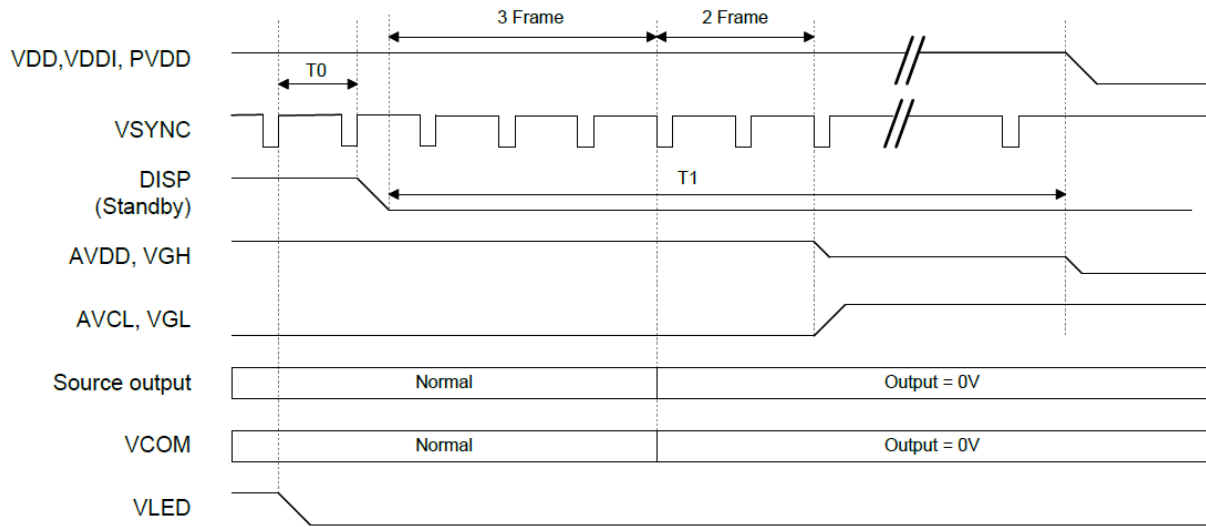 3 Frame 2 Frame
VDD,VDDI, PVDD
T0
VSYNC
DISP
(Standby)
T1
AVDD, VGH
AVCL, VGL
Source output Normal Output = 0V
VCOM Normal Output = 0V
VLED